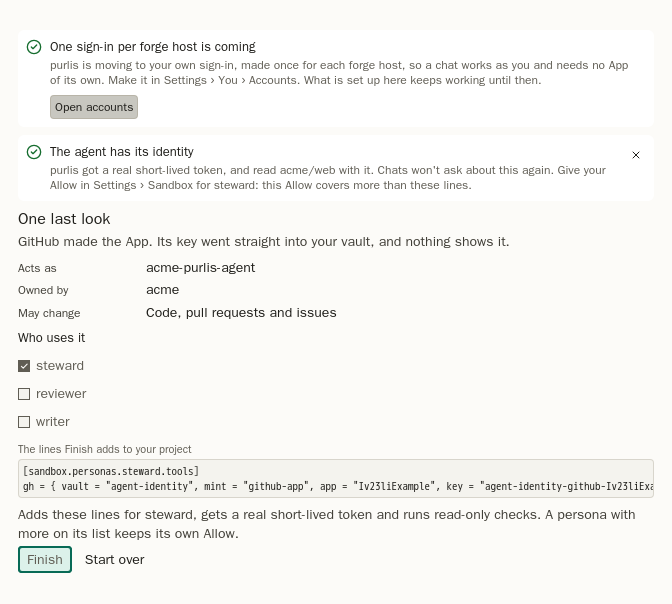 One sign-in per forge host is coming
purlis is moving to your own sign-in, made once for each forge host, so a chat works as you and needs no App
of its own. Make it in Settings › You › Accounts. What is set up here keeps working until then.
Open accounts
The agent has its identity
purlis got a real short-lived token, and read acme/web with it. Chats won't ask about this again. Give your
Allow in Settings › Sandbox for steward: this Allow covers more than these lines.
One last look
GitHub made the App. Its key went straight into your vault, and nothing shows it.
Acts as acme-purlis-agent
Owned by acme
May change Code, pull requests and issues
Who uses it
steward
reviewer
writer
The lines Finish adds to your project
[sandbox.personas.steward.tools]
gh = { vault = "agent-identity", mint = "github-app", app = "Iv23liExample", key = "agent-identity-github-Iv23liExa
Adds these lines for steward, gets a real short-lived token and runs read-only checks. A persona with
more on its list keeps its own Allow.
Finish Start over